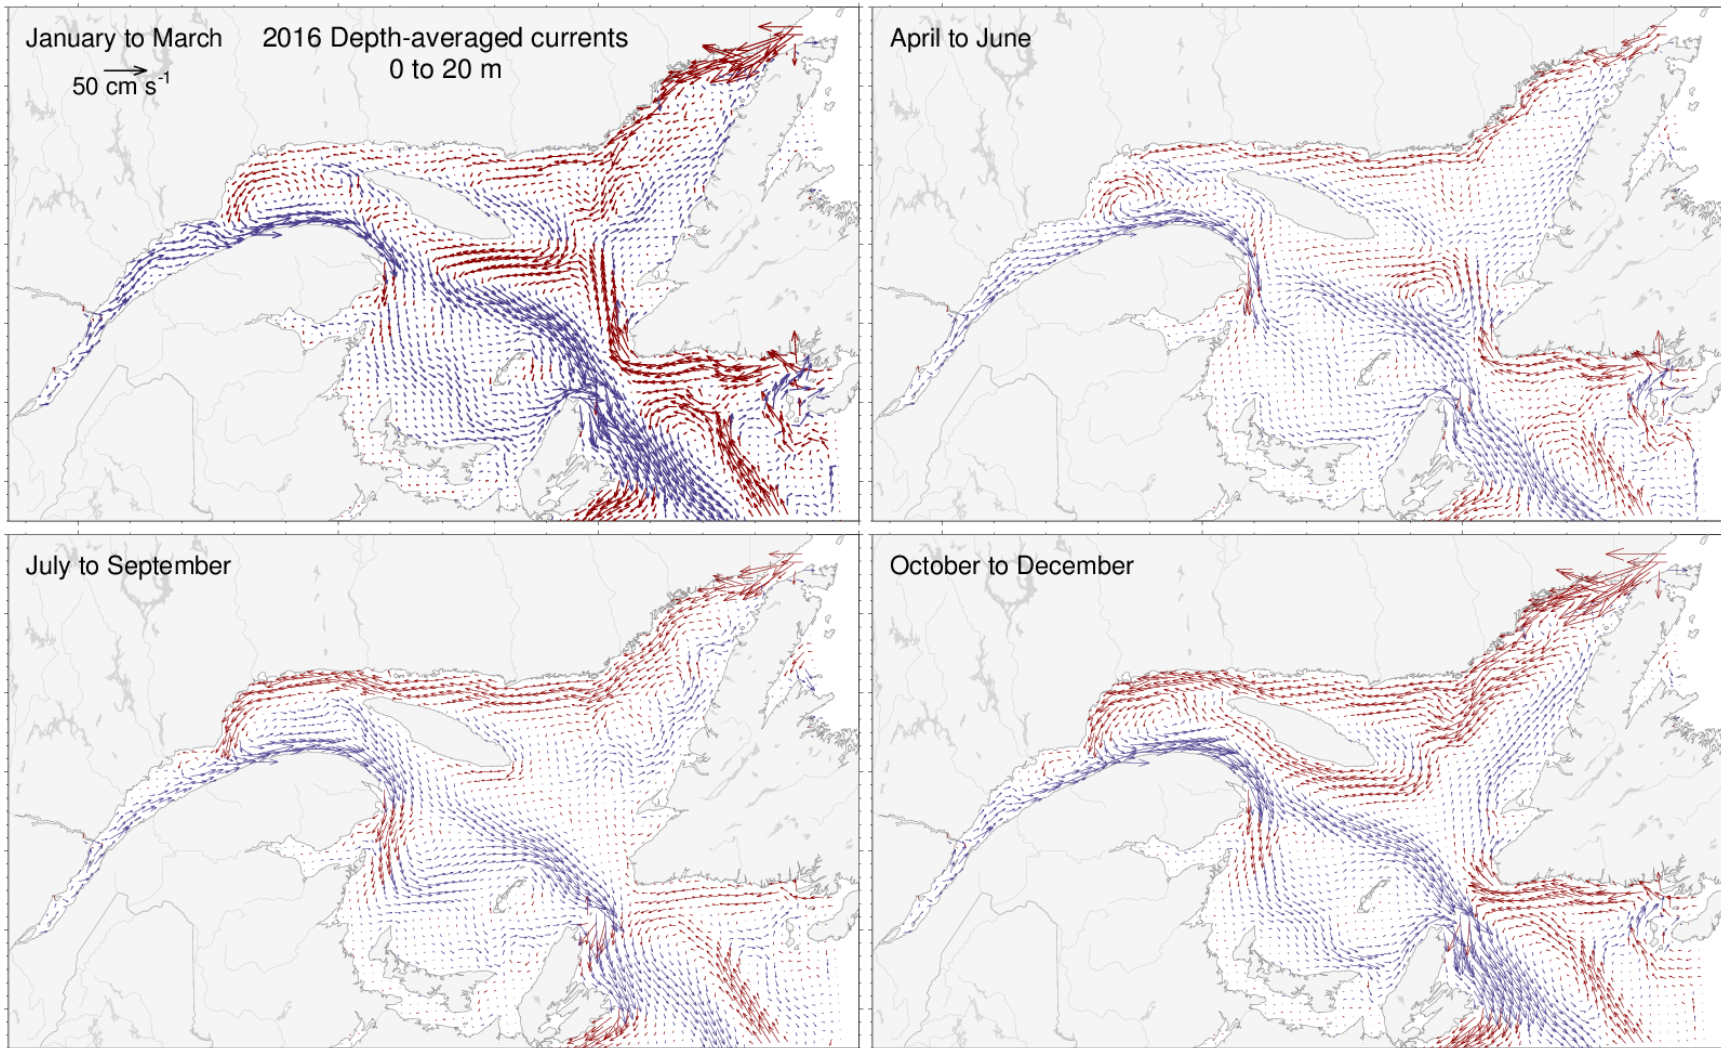 January to March
2016 Depth-averaged currents
0 to 20 m
50 cm s⁻¹
April to June
July to September
October to December